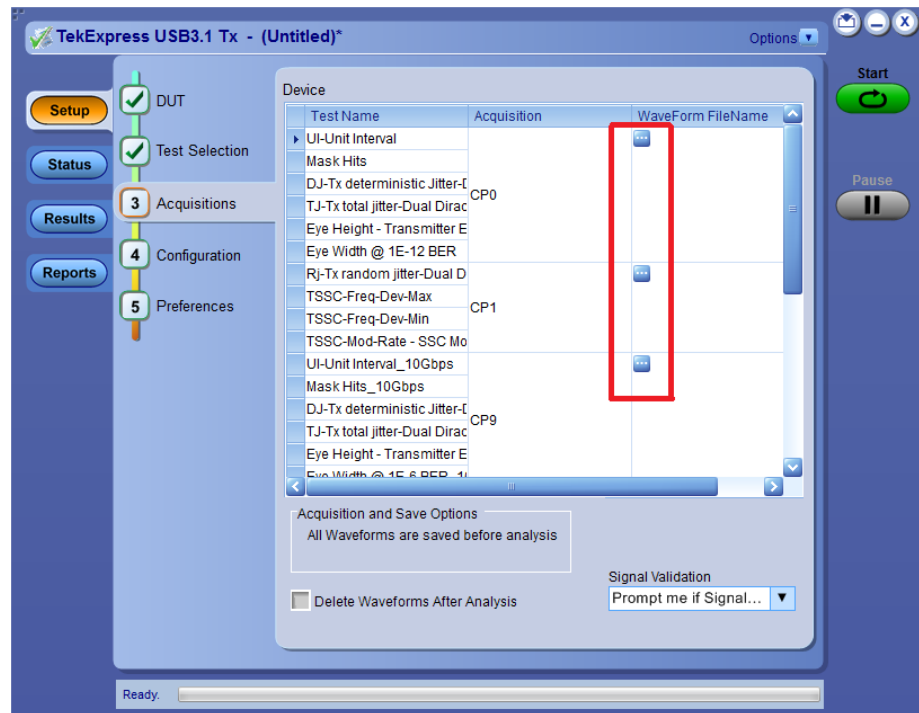 TekExpress USB3.1 Tx - (Untitled)*
Options
Start
Pause
Setup
Status
Results
Reports
DUT
Test Selection
3 Acquisitions
4 Configuration
5 Preferences
Device
Test Name Acquisition WaveForm FileName
UI-Unit Interval
Mask Hits
DJ-Tx deterministic Jitter-
TJ-Tx total jitter-Dual Dirac
CP0
Eye Height - Transmitter E
Eye Width @ 1E-12 BER
Rj-Tx random jitter-Dual D
TSSC-Freq-Dev-Max
CP1
TSSC-Freq-Dev-Min
TSSC-Mod-Rate - SSC Mo
UI-Unit Interval_10Gbps
Mask Hits_10Gbps
DJ-Tx deterministic Jitter-
TJ-Tx total jitter-Dual Dirac
CP9
Eye Height - Transmitter E
Eye Width @ 1E-6 BER
Acquisition and Save Options
All Waveforms are saved before analysis
Delete Waveforms After Analysis
Signal Validation
Prompt me if Signal...
Ready.